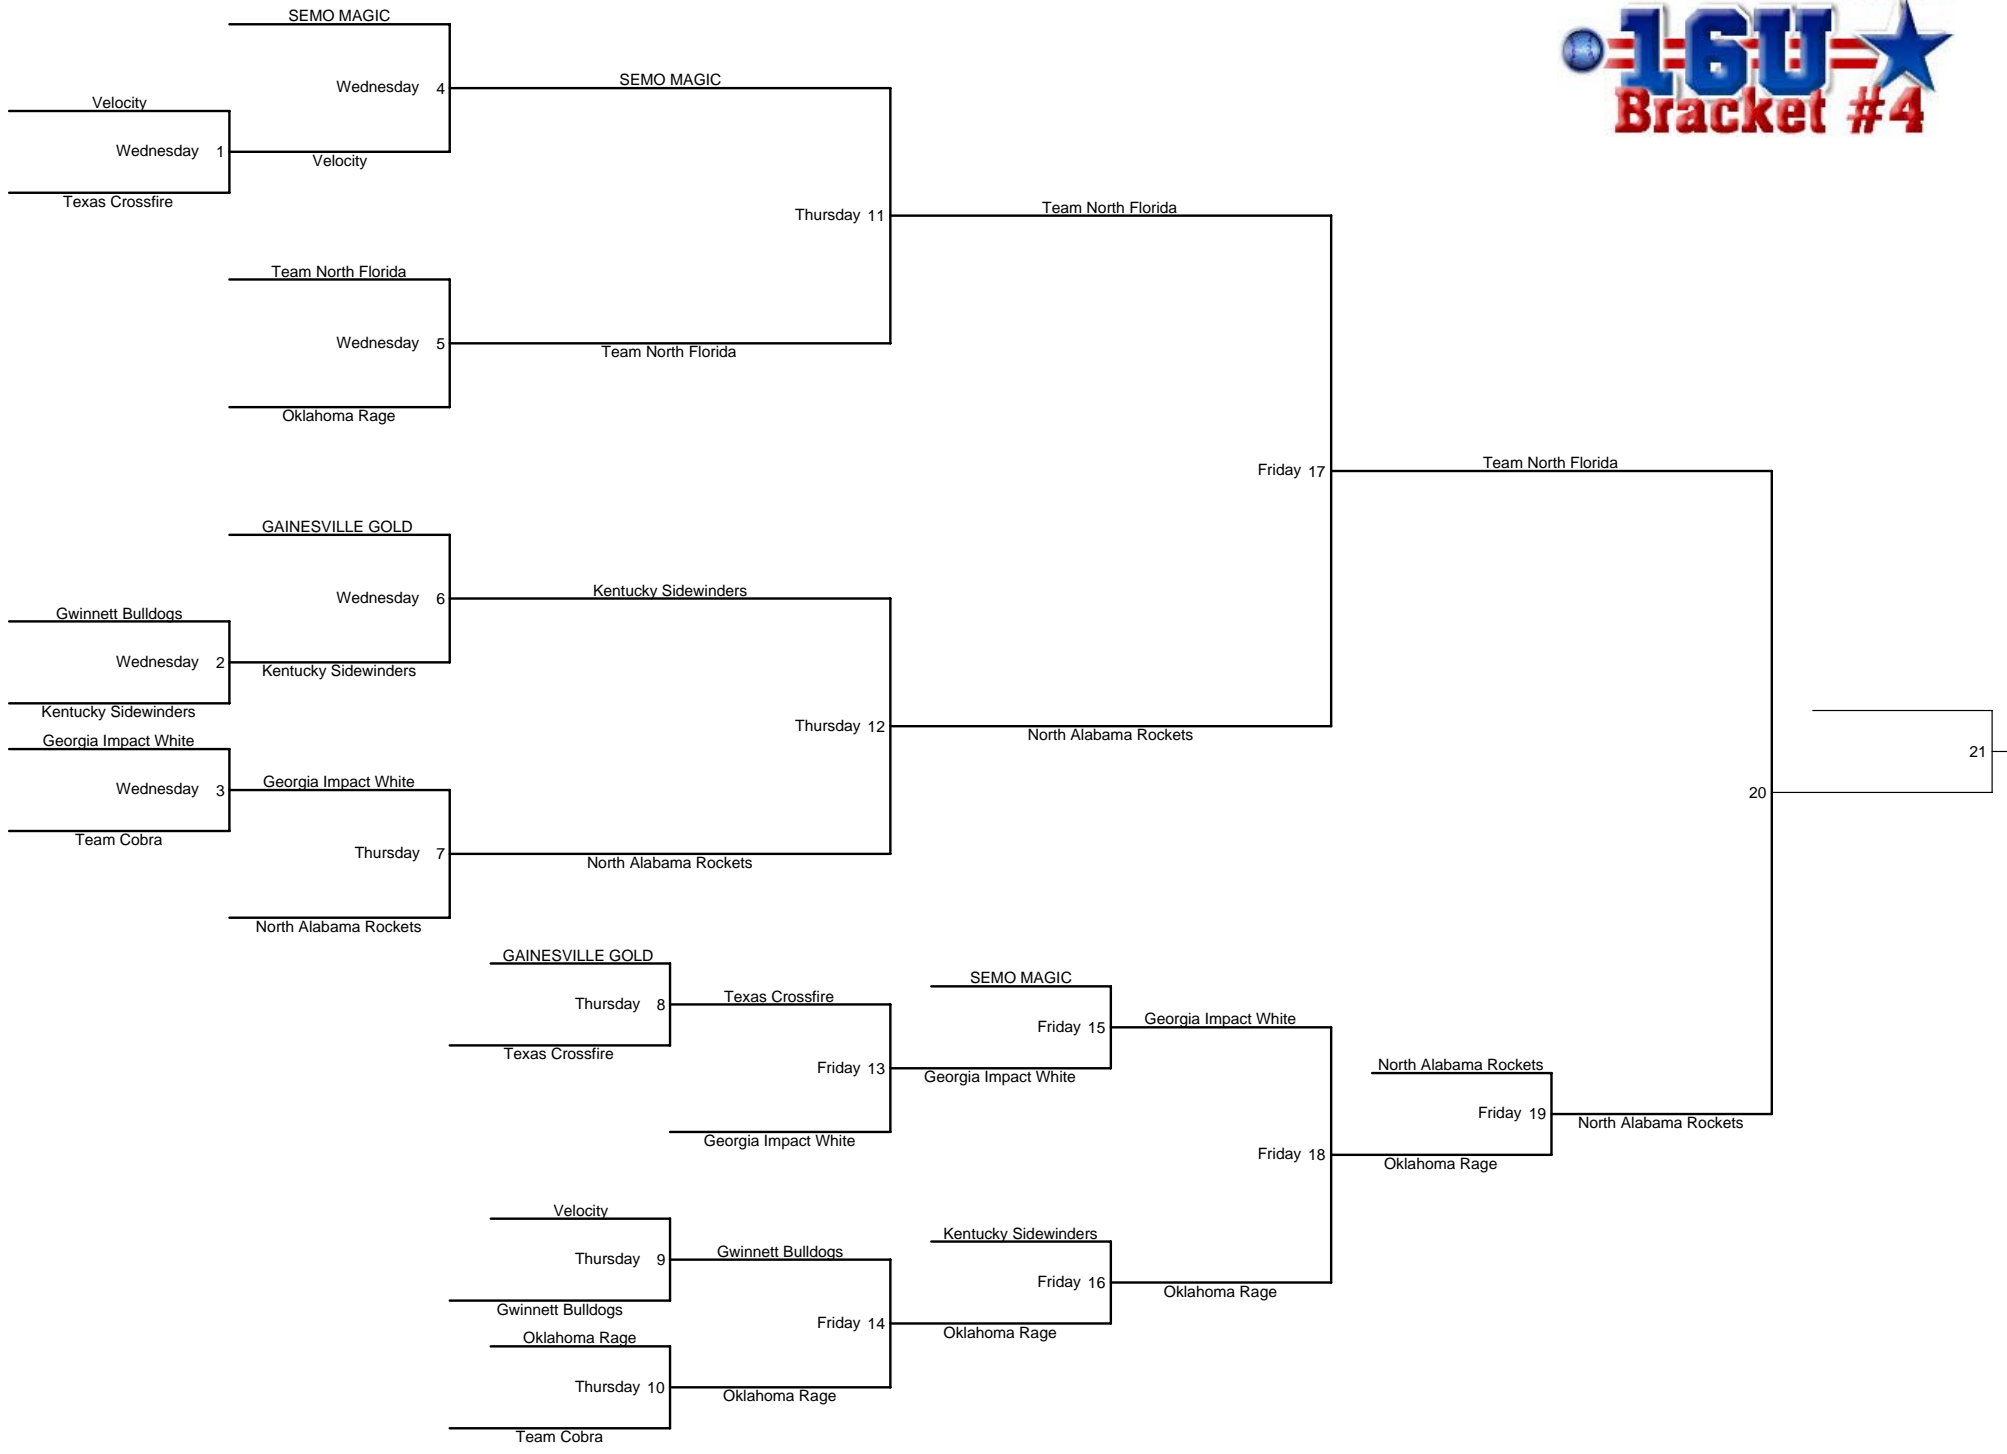 16U
Bracket #4
SEMO MAGIC
Wednesday 4
SEMO MAGIC
Velocity
Wednesday 1
Velocity
Texas Crossfire
Thursday 11
Team North Florida
Team North Florida
Wednesday 5
Team North Florida
Oklahoma Rage
Friday 17
Team North Florida
GAINESVILLE GOLD
Wednesday 6
Kentucky Sidewinders
Gwinnett Bulldogs
Wednesday 2
Kentucky Sidewinders
Kentucky Sidewinders
Thursday 12
North Alabama Rockets
Georgia Impact White
Wednesday 3
Georgia Impact White
Team Cobra
Thursday 7
North Alabama Rockets
North Alabama Rockets
21
20
GAINESVILLE GOLD
Thursday 8
Texas Crossfire
Texas Crossfire
SEMO MAGIC
Friday 15
Georgia Impact White
Friday 13
Georgia Impact White
Georgia Impact White
North Alabama Rockets
Friday 19
North Alabama Rockets
Friday 18
Oklahoma Rage
Velocity
Thursday 9
Gwinnett Bulldogs
Gwinnett Bulldogs
Kentucky Sidewinders
Friday 16
Oklahoma Rage
Friday 14
Oklahoma Rage
Oklahoma Rage
Thursday 10
Oklahoma Rage
Team Cobra